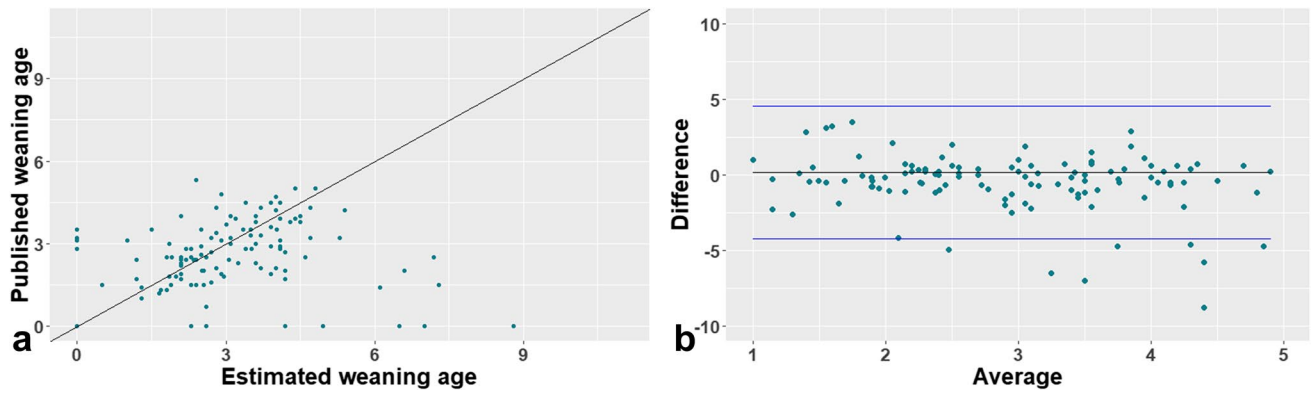 Published weaning age
9
6
3
0
0 3 6 9
Estimated weaning age
a
Difference
10
5
0
-5
-10
1 2 3 4 5
Average
b